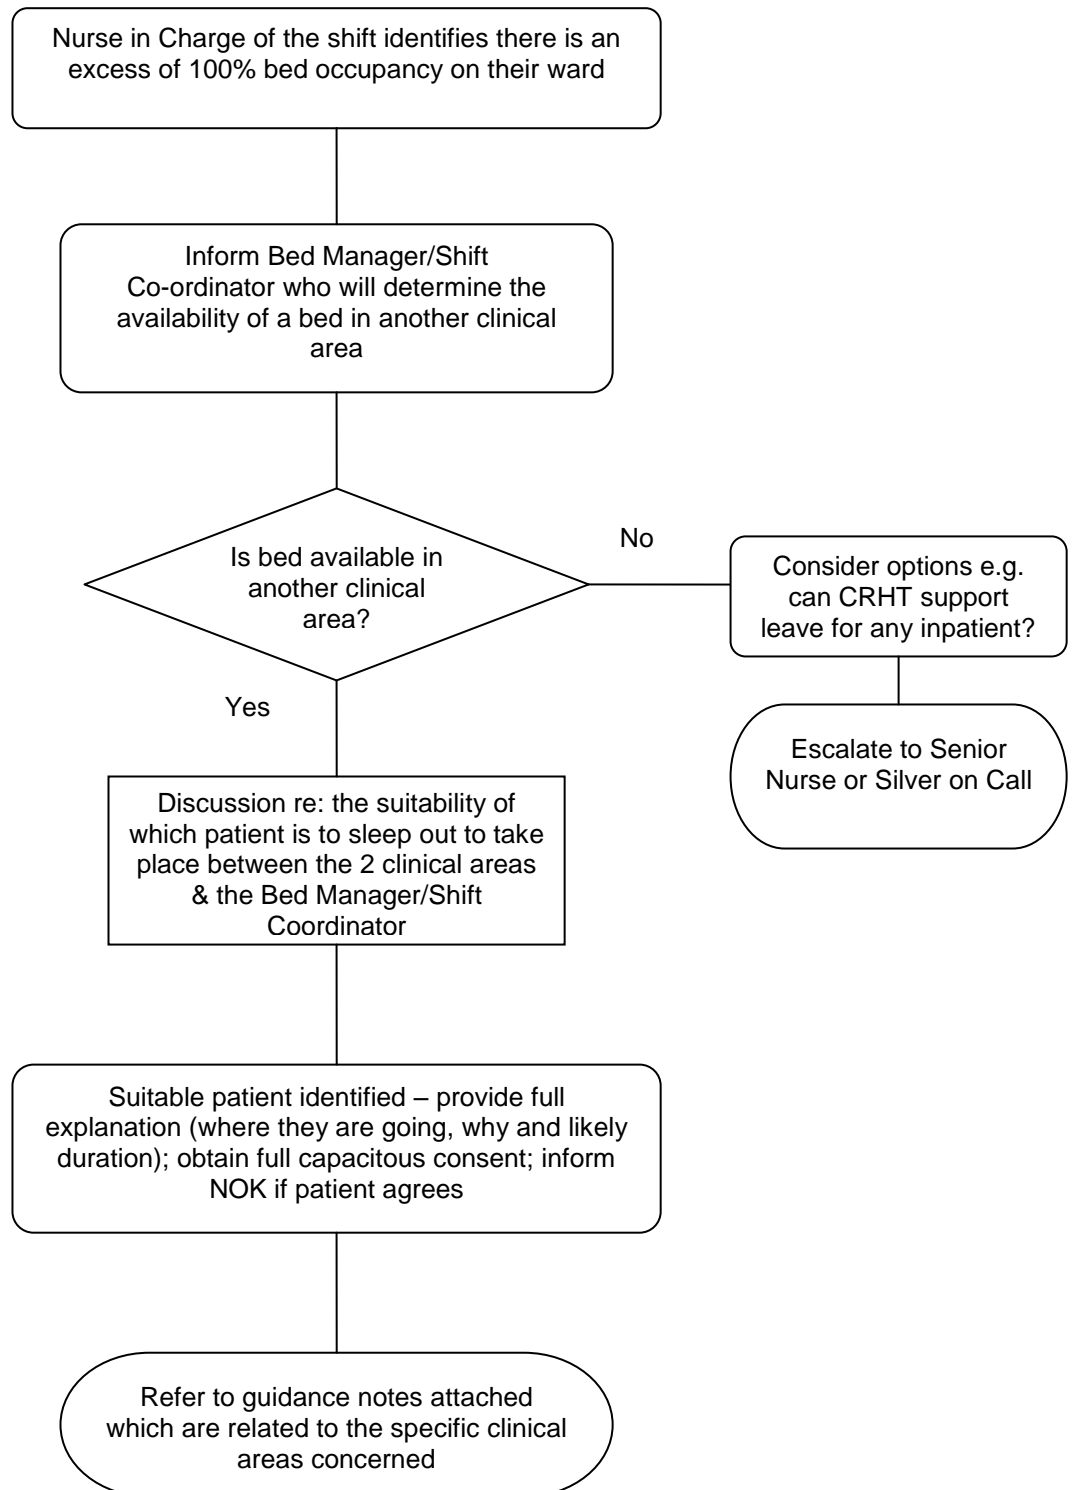 Nurse in Charge of the shift identifies there is an
excess of 100% bed occupancy on their ward
Inform Bed Manager/Shift
Co-ordinator who will determine the
availability of a bed in another clinical
area
Is bed available in
another clinical
area?
No
Consider options e.g.
can CRHT support
leave for any inpatient?
Escalate to Senior
Nurse or Silver on Call
Yes
Discussion re: the suitability of
which patient is to sleep out to take
place between the 2 clinical areas
& the Bed Manager/Shift
Coordinator
Suitable patient identified – provide full
explanation (where they are going, why and likely
duration); obtain full capacitous consent; inform
NOK if patient agrees
Refer to guidance notes attached
which are related to the specific clinical
areas concerned